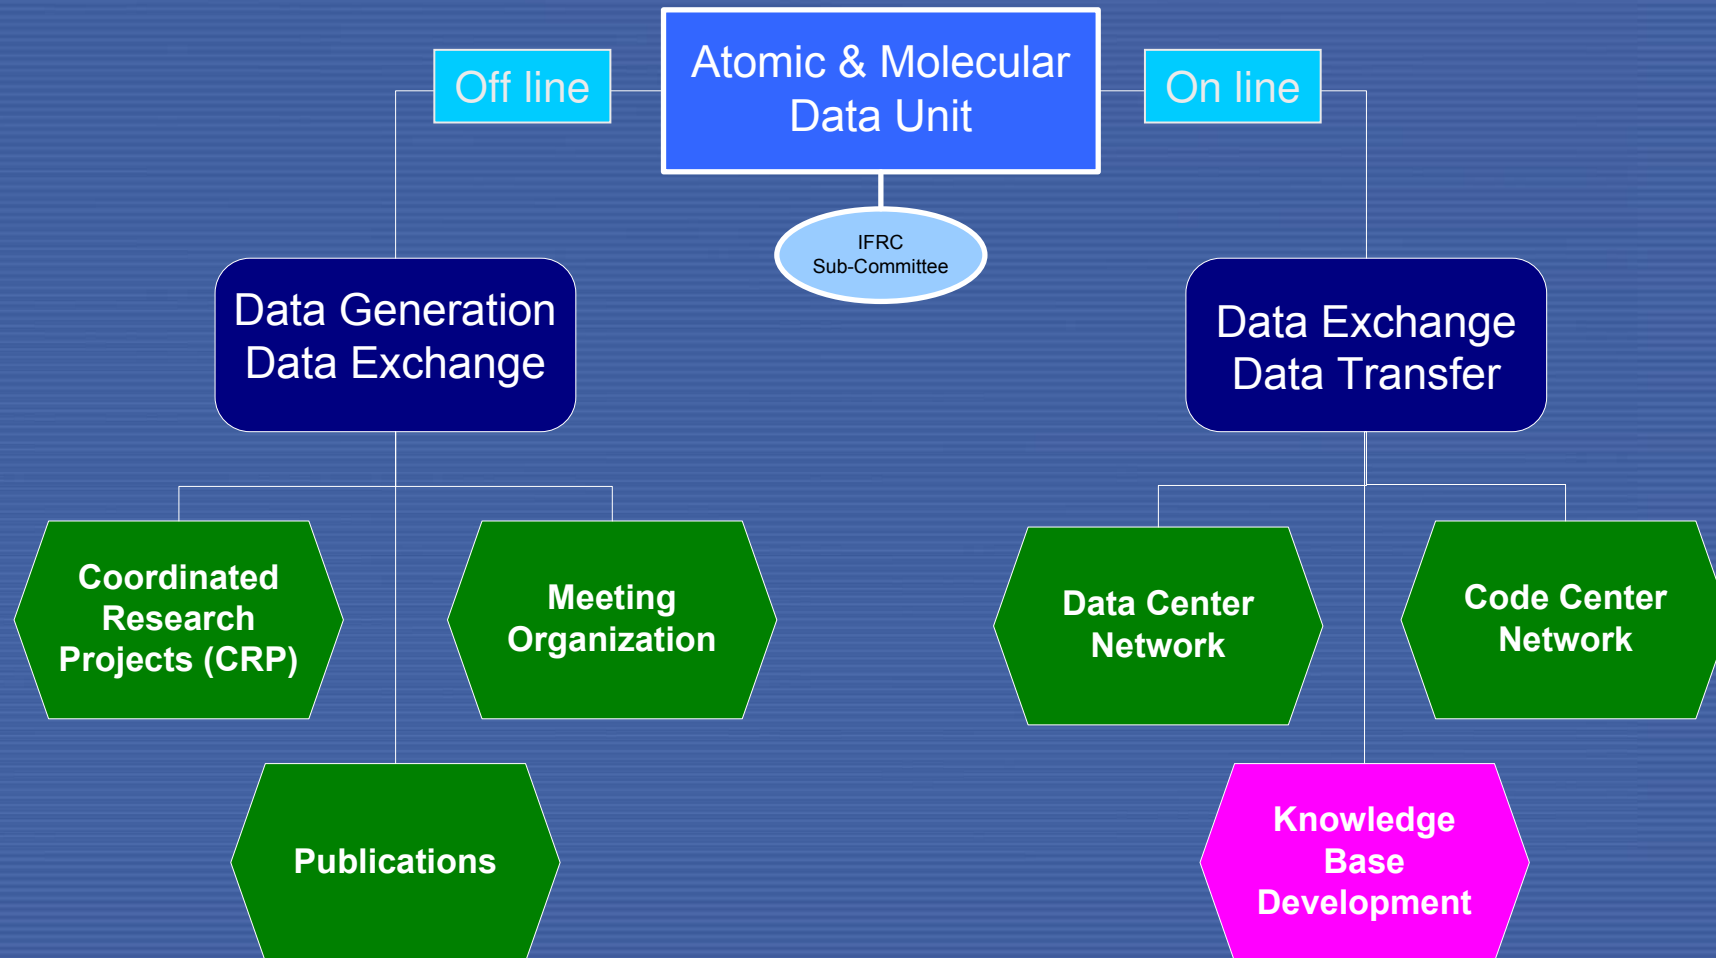 Off line
Atomic & Molecular
Data Unit
On line
IFRC
Sub-Committee
Data Generation
Data Exchange
Data Exchange
Data Transfer
Coordinated
Research
Projects (CRP)
Meeting
Organization
Data Center
Network
Code Center
Network
Publications
Knowledge
Base
Development